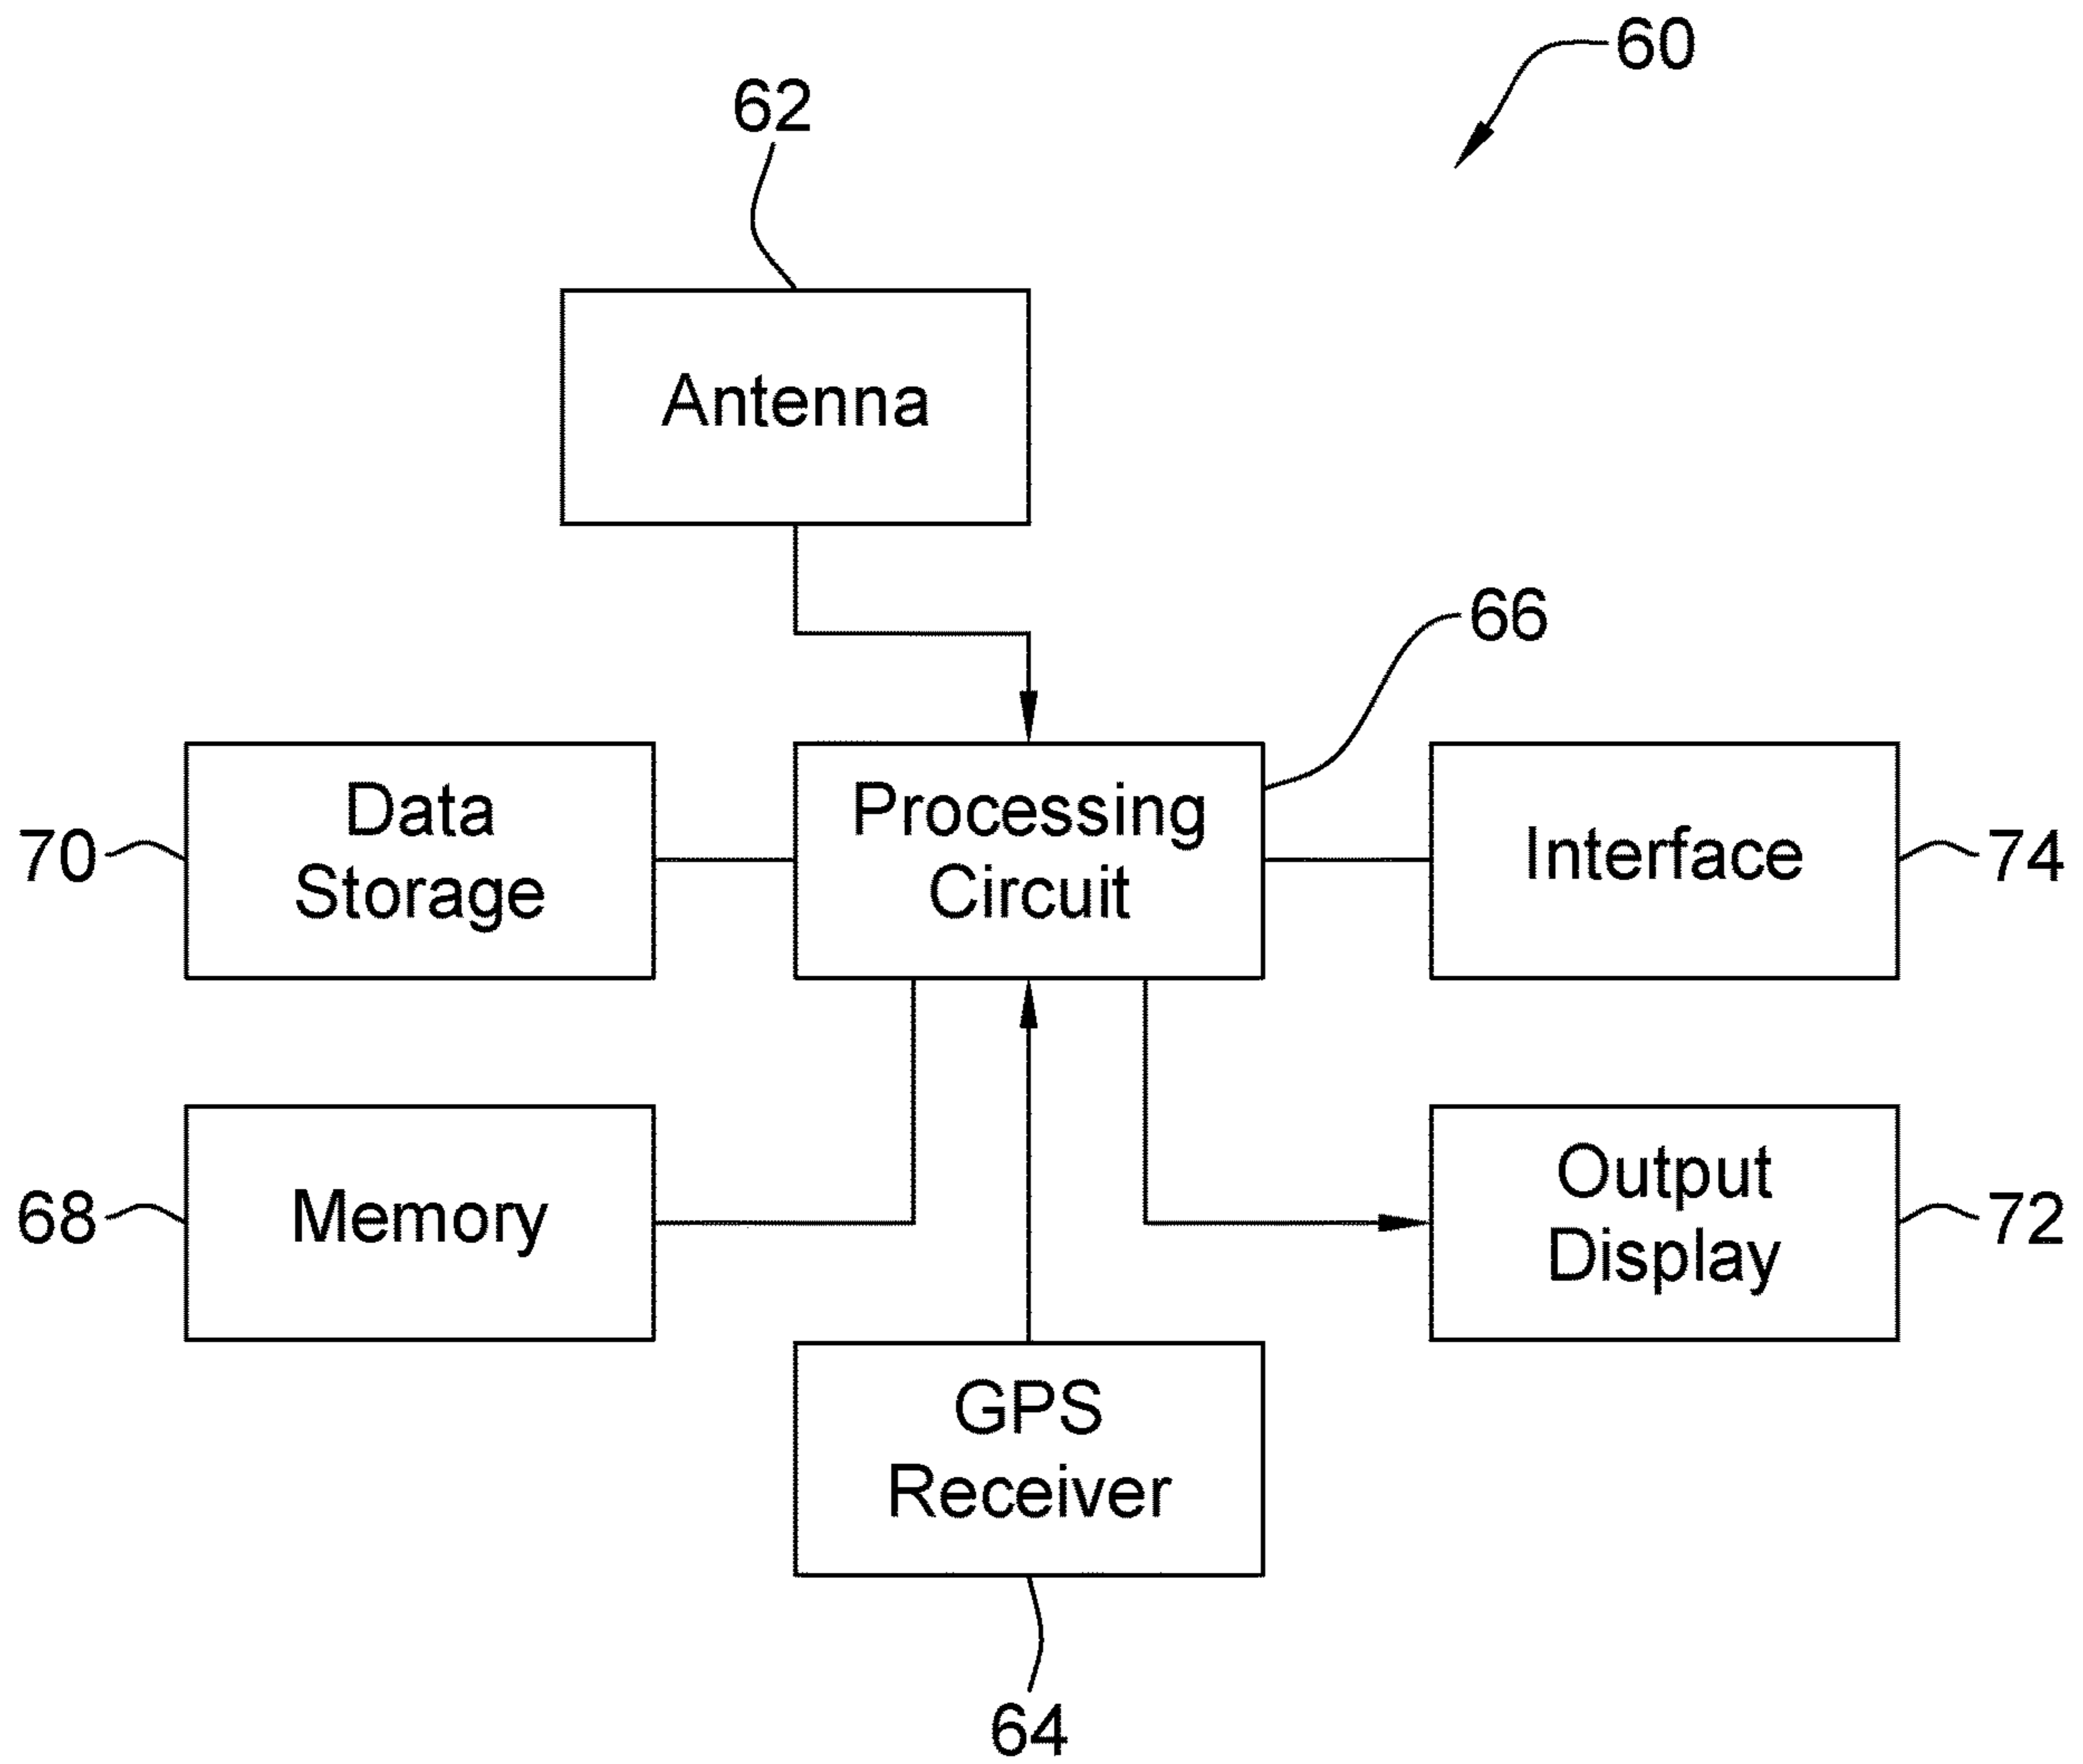 60
62
Antenna
66
Data
Storage
70
Processing
Circuit
Interface
74
Memory
68
Output
Display
72
GPS
Receiver
64